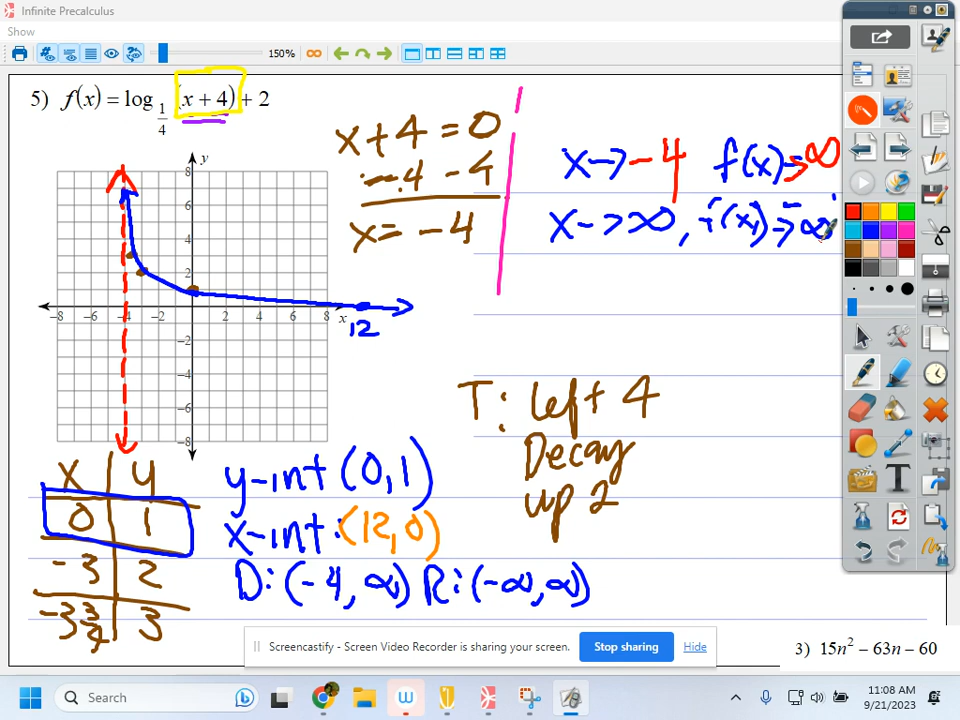 Infinite Precalculus
Show
150%
5) f(x) = log 1/4 (x + 4) + 2
x+4 = 0
-4 -4
x = -4
x -> -4 f(x) -> ∞
x -> ∞, f(x) -> ∞
y
8
6
4
2
-8 -6 -4 -2 2 4 6 8 x
12
-2
-4
-6
-8
T: left 4
Decay
up 2
x y
0 1
-3 2
-3 3/4 3
y-int (0,1)
x-int: (12,0)
D: (-4, ∞) R: (-∞, ∞)
Screencastify - Screen Video Recorder is sharing your screen.
Stop sharing
Hide
3) 15n² − 63n − 60
Search
11:08 AM
9/21/2023